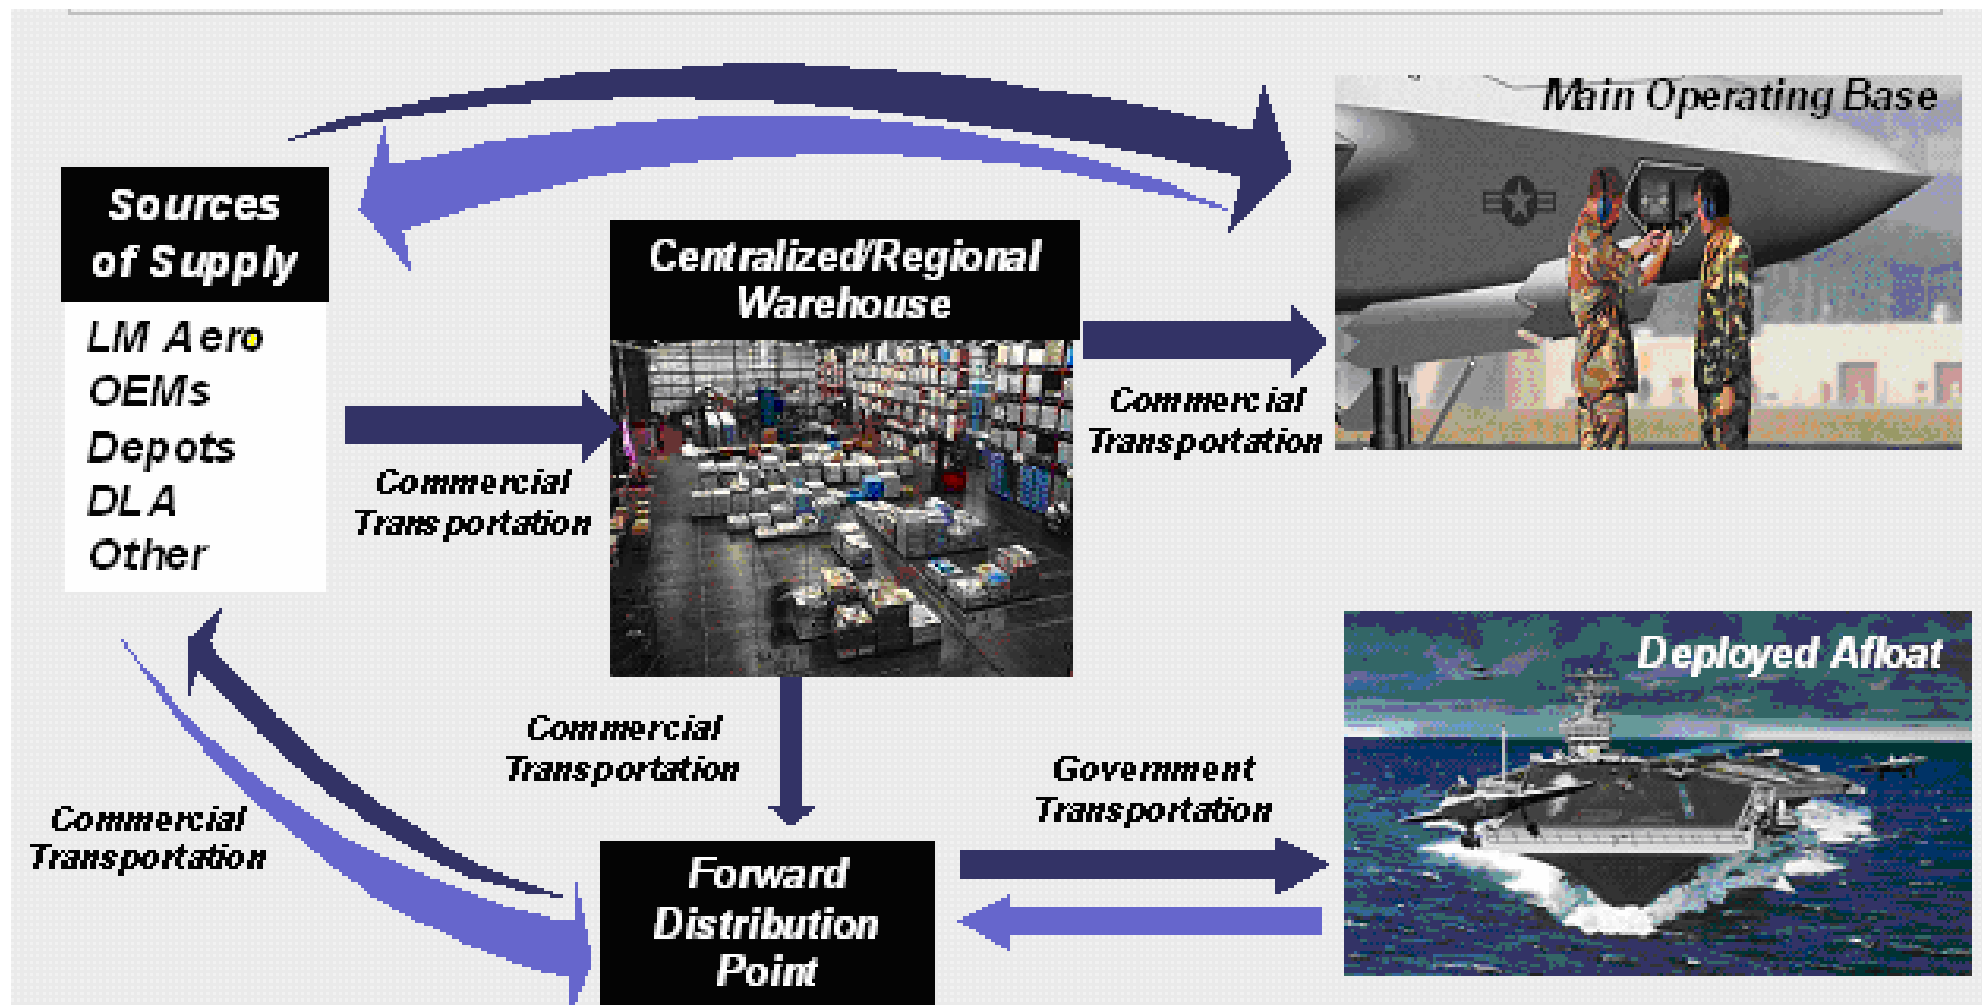 Main Operating Base
Sources
of Supply
LM Aero
OEMs
Depots
DLA
Other
Centralized/Regional
Warehouse
Commercial
Transportation
Commercial
Transportation
Deployed Afloat
Commercial
Transportation
Government
Transportation
Commercial
Transportation
Forward
Distribution
Point